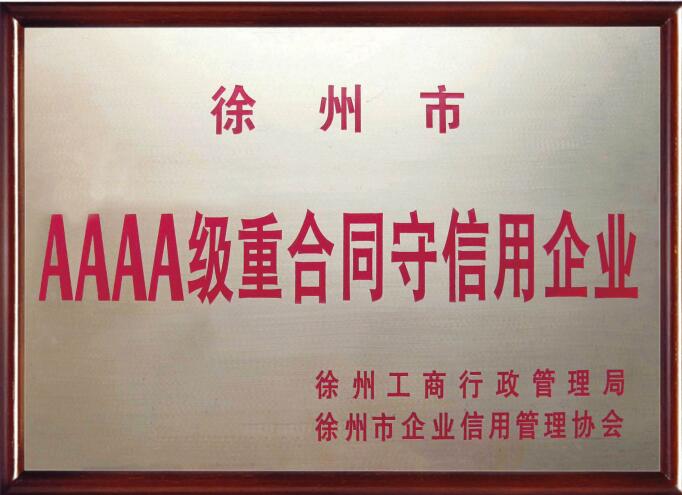 徐州市
AAAA级重合同守信用企业
徐州工商行政管理局
徐州市企业信用管理协会